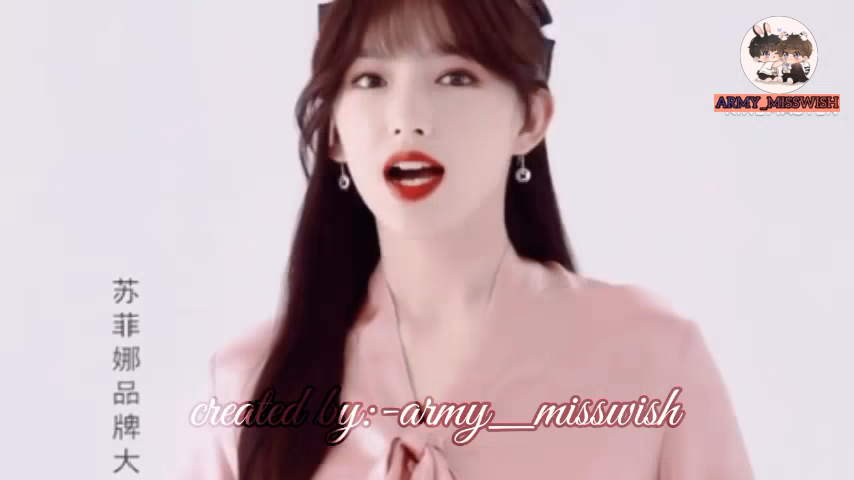 ARMY_MISSWISH
苏菲娜品牌大
created by:-army__misswish